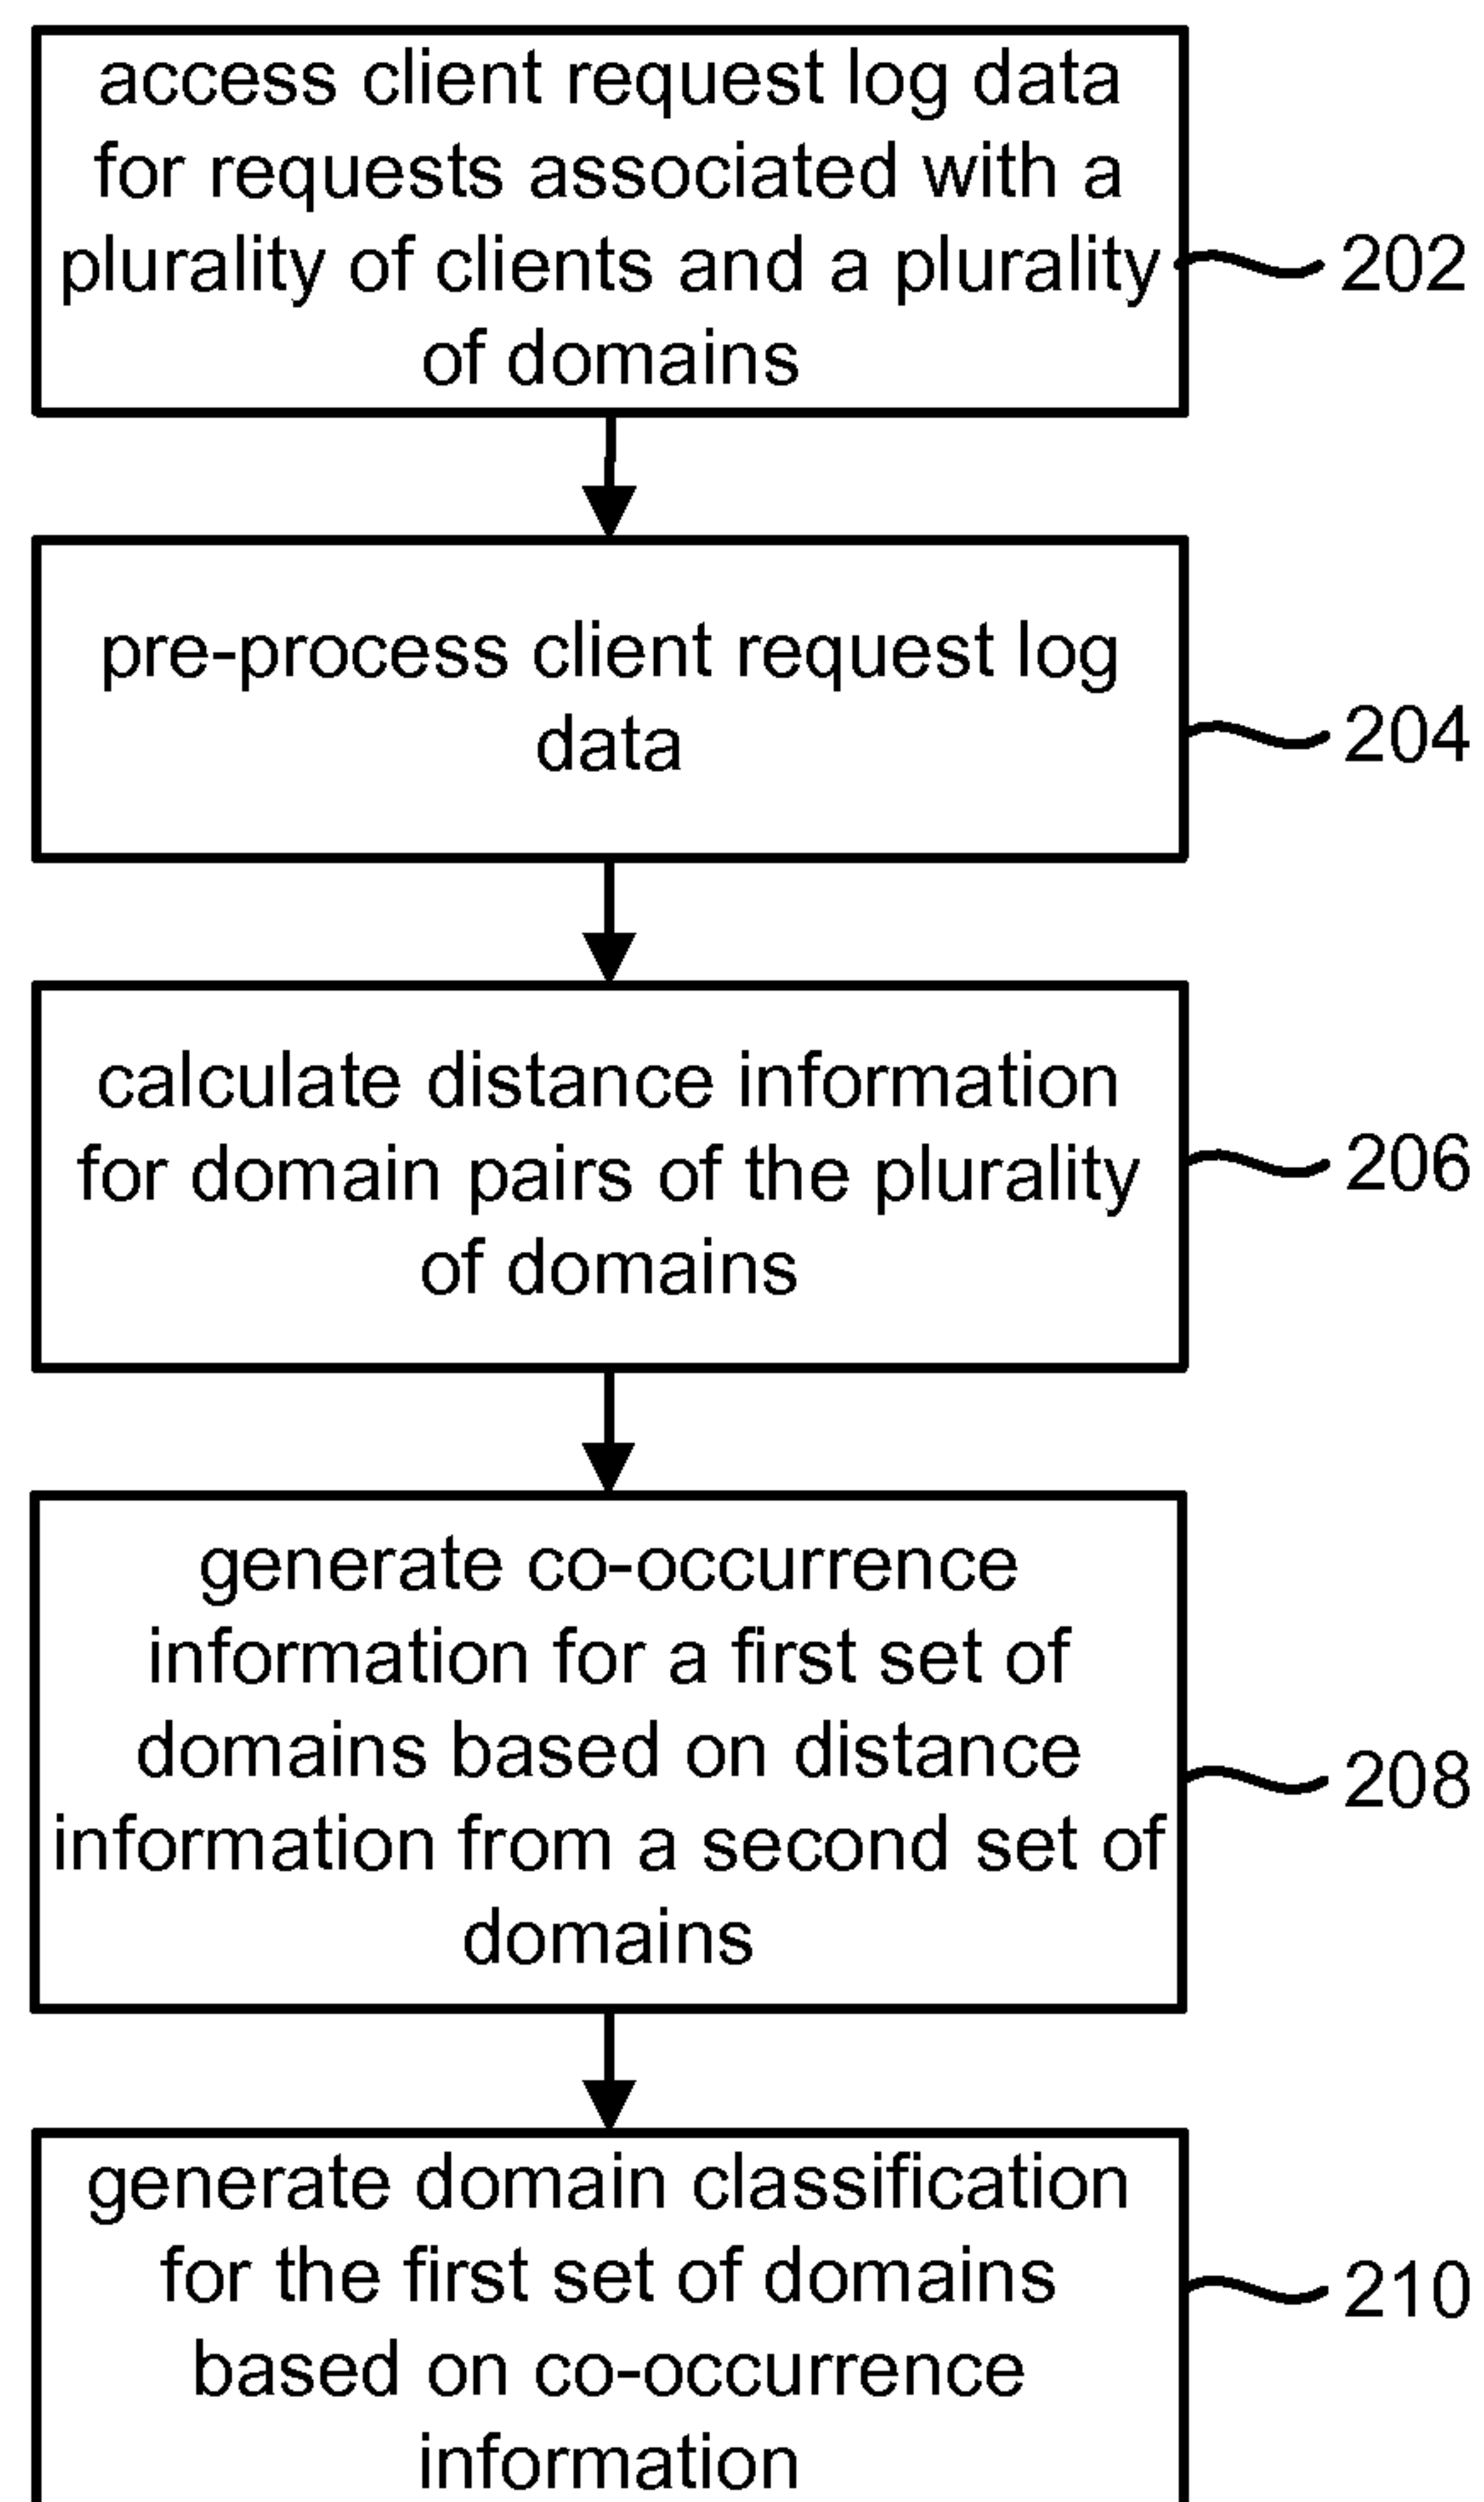 access client request log data
for requests associated with a
plurality of clients and a plurality
of domains
202
pre-process client request log
data
204
calculate distance information
for domain pairs of the plurality
of domains
206
generate co-occurrence
information for a first set of
domains based on distance
information from a second set of
domains
208
generate domain classification
for the first set of domains
based on co-occurrence
information
210